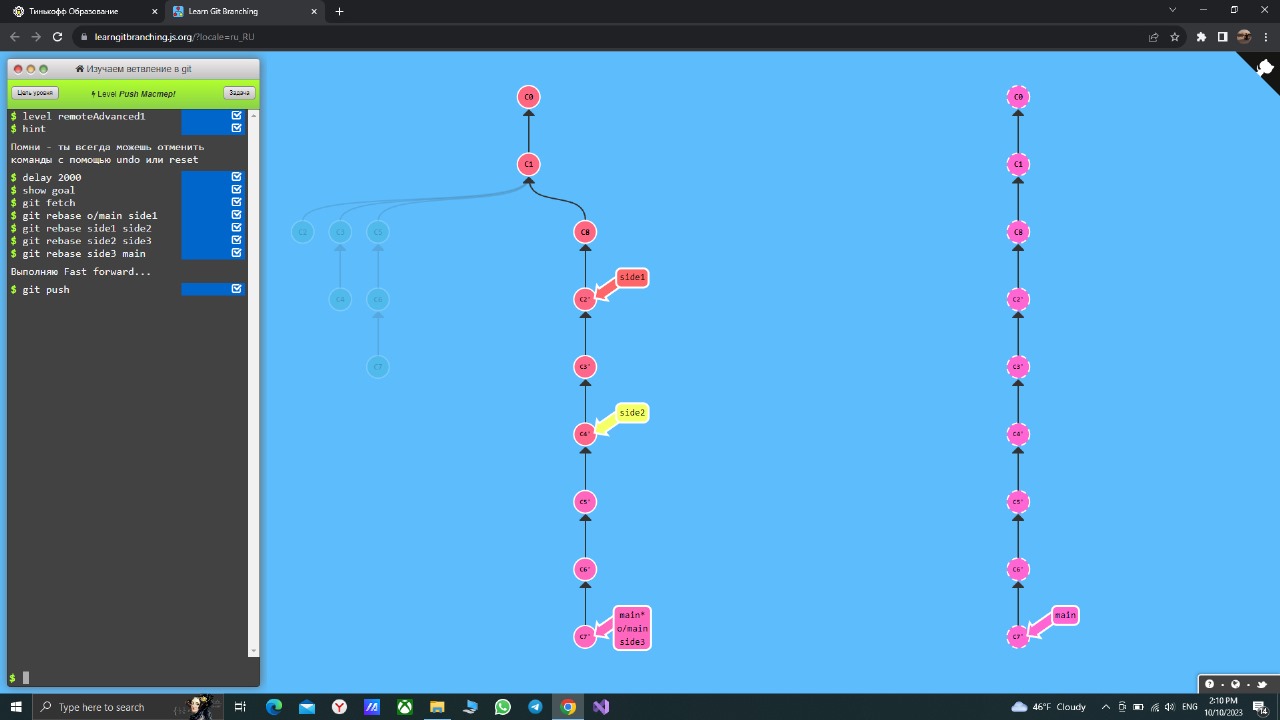 Тинькофф Образование
Learn Git Branching
learngitbranching.js.org/?locale=ru_RU
Изучаем ветвление в git
Цель уровня
Level Push Мастер!
Задача
$ level remoteAdvanced1
$ hint
Помни - ты всегда можешь отменить
команды с помощью undo или reset
$ delay 2000
$ show goal
$ git fetch
$ git rebase o/main side1
$ git rebase side1 side2
$ git rebase side2 side3
$ git rebase side3 main
Выполняю Fast forward...
$ git push
$
C0
C1
C2
C3
C5
C8
C4
C6
C2'
side1
C7
C3'
side2
C4'
C5'
C6'
main*
o/main
side3
C7'
C0
C1
C8
C2'
C3'
C4'
C5'
C6'
main
C7'
Type here to search
46°F Cloudy
ENG
2:10 PM
10/10/2023
14